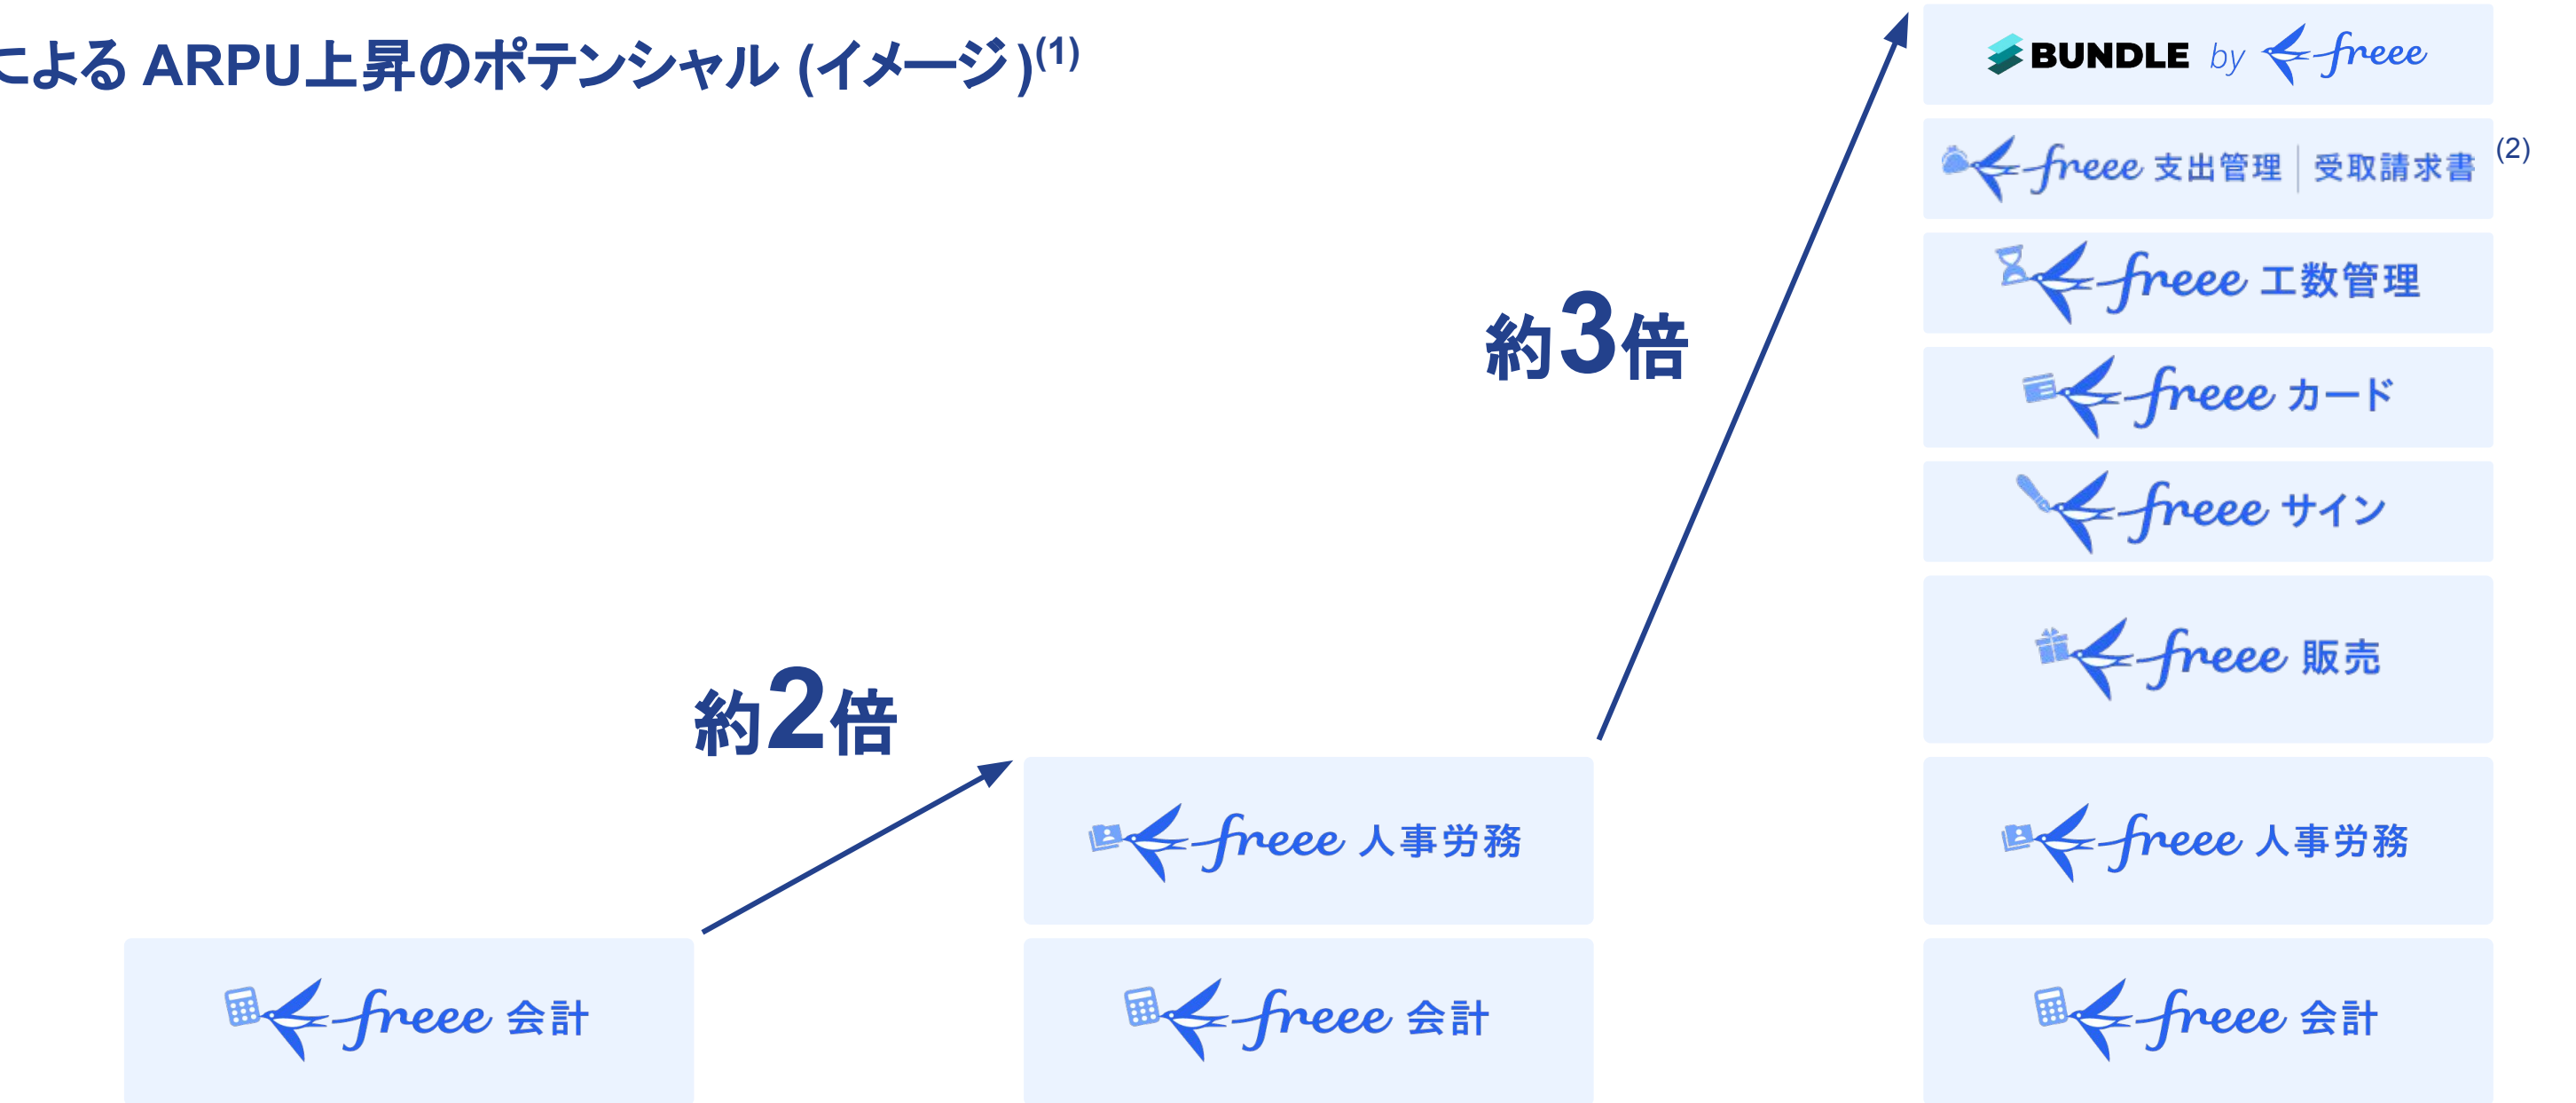 による ARPU上昇のポテンシャル (イメージ)(1)
BUNDLE by freee
freee 支出管理 | 受取請求書 (2)
freee 工数管理
約3倍
freee カード
freee サイン
freee 販売
約2倍
freee 人事労務
freee 人事労務
freee 会計
freee 会計
freee 会計